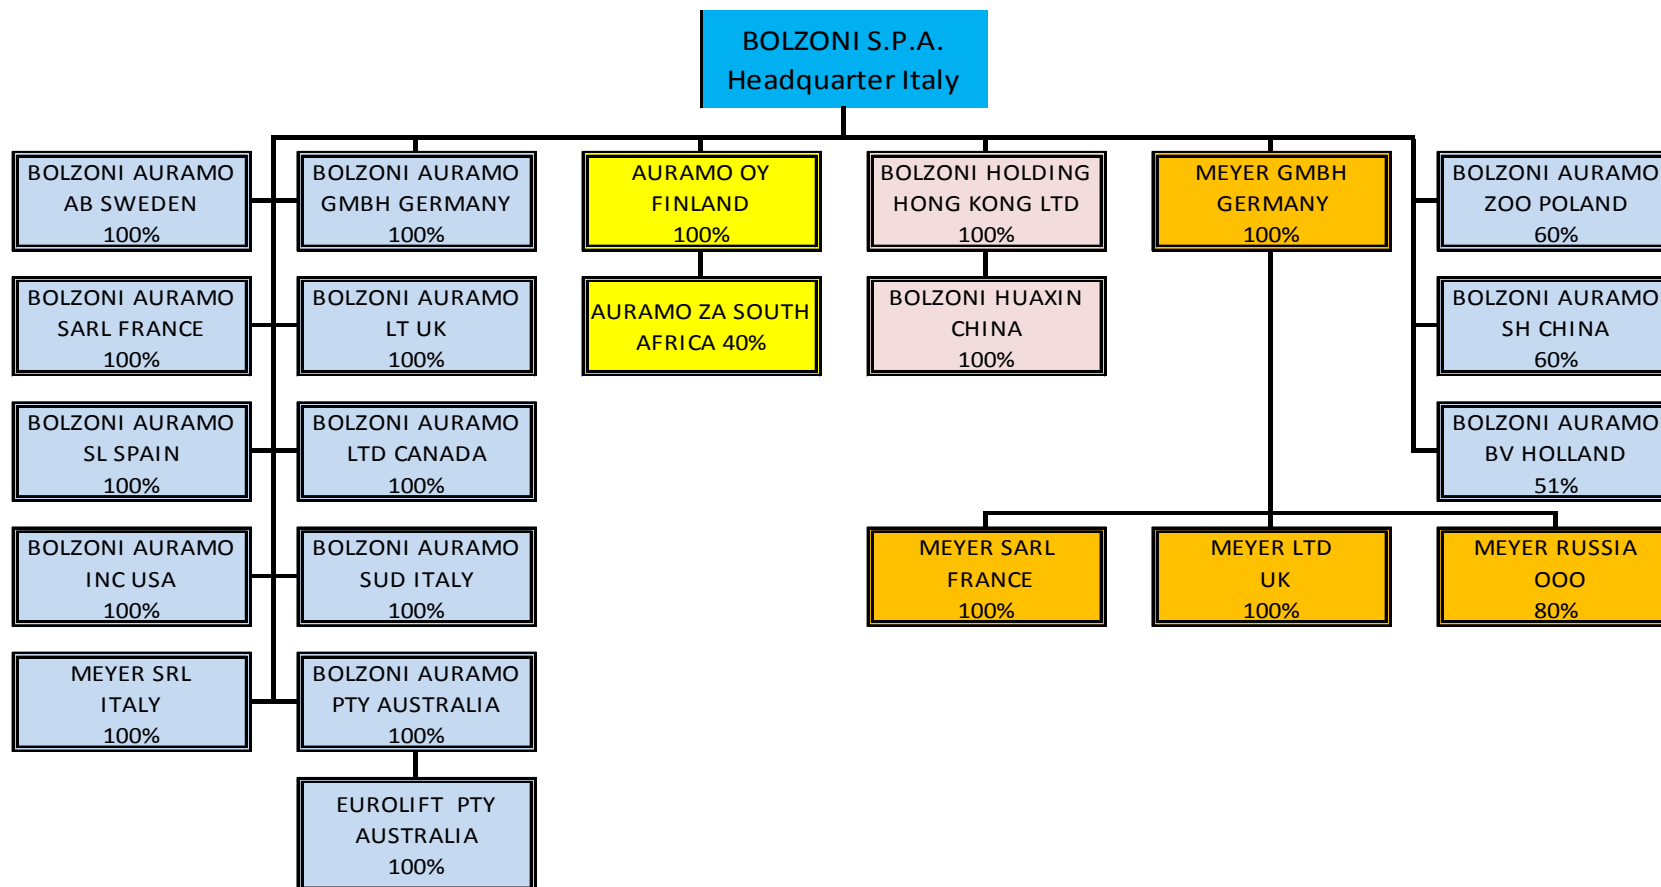 BOLZONI S.P.A.
Headquarter Italy
BOLZONI AURAMO
AB SWEDEN
100%
BOLZONI AURAMO
GMBH GERMANY
100%
AURAMO OY
FINLAND
100%
BOLZONI HOLDING
HONG KONG LTD
100%
MEYER GMBH
GERMANY
100%
BOLZONI AURAMO
ZOO POLAND
60%
BOLZONI AURAMO
SARL FRANCE
100%
BOLZONI AURAMO
LT UK
100%
AURAMO ZA SOUTH
AFRICA 40%
BOLZONI HUAXIN
CHINA
100%
BOLZONI AURAMO
SH CHINA
60%
BOLZONI AURAMO
SL SPAIN
100%
BOLZONI AURAMO
LTD CANADA
100%
BOLZONI AURAMO
BV HOLLAND
51%
BOLZONI AURAMO
INC USA
100%
BOLZONI AURAMO
SUD ITALY
100%
MEYER SARL
FRANCE
100%
MEYER LTD
UK
100%
MEYER RUSSIA
OOO
80%
MEYER SRL
ITALY
100%
BOLZONI AURAMO
PTY AUSTRALIA
100%
EUROLIFT PTY
AUSTRALIA
100%